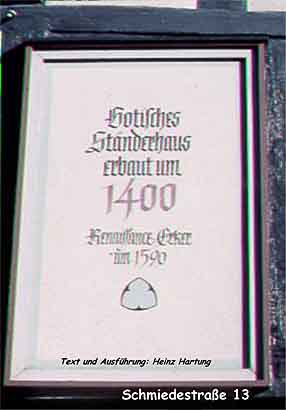 Gotisches
Ständerhaus
erbaut um
1400
Renaissance-Erker
um 1590
Text und Ausführung: Heinz Hartung
Schmiedestraße 13